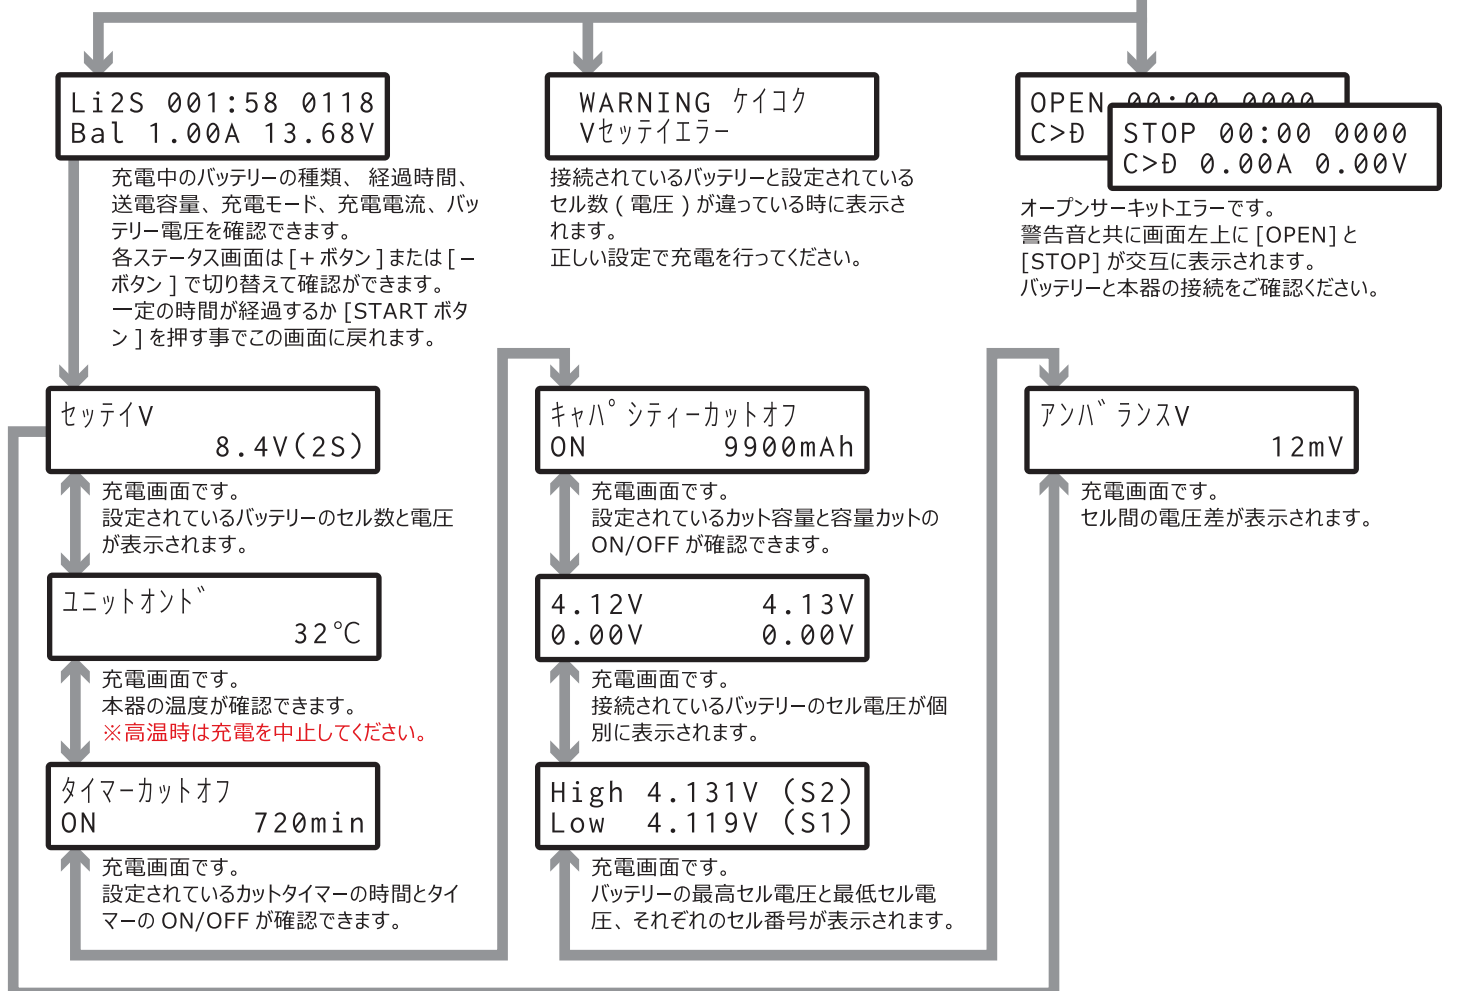 Li2S 001:58 0118
Bal 1.00A 13.68V
充電中のバッテリーの種類、 経過時間、
送電容量、充電モード、充電電流、バッ
テリー電圧を確認できます。
各ステータス画面は [+ ボタン ] または [ −
ボタン ] で切り替えて確認ができます。
一定の時間が経過するか [START ボタ
ン ] を押す事でこの画面に戻れます。
WARNING ケイコク
Vセッテイエラー
接続されているバッテリーと設定されている
セル数 ( 電圧 ) が違っている時に表示さ
れます。
正しい設定で充電を行ってください。
OPEN 00:00 0000
C>Ð
STOP 00:00 0000
C>Ð 0.00A 0.00V
オープンサーキットエラーです。
警告音と共に画面左上に [OPEN] と
[STOP] が交互に表示されます。
バッテリーと本器の接続をご確認ください。
セッテイV
8.4V(2S)
充電画面です。
設定されているバッテリーのセル数と電圧
が表示されます。
ユニットオンド
32℃
充電画面です。
本器の温度が確認できます。
※高温時は充電を中止してください。
タイマーカットオフ
ON 720min
充電画面です。
設定されているカットタイマーの時間とタイ
マーの ON/OFF が確認できます。
キャパシティーカットオフ
ON 9900mAh
充電画面です。
設定されているカット容量と容量カットの
ON/OFF が確認できます。
4.12V 4.13V
0.00V 0.00V
充電画面です。
接続されているバッテリーのセル電圧が個
別に表示されます。
High 4.131V (S2)
Low 4.119V (S1)
充電画面です。
バッテリーの最高セル電圧と最低セル電
圧、それぞれのセル番号が表示されます。
アンバランスV
12mV
充電画面です。
セル間の電圧差が表示されます。